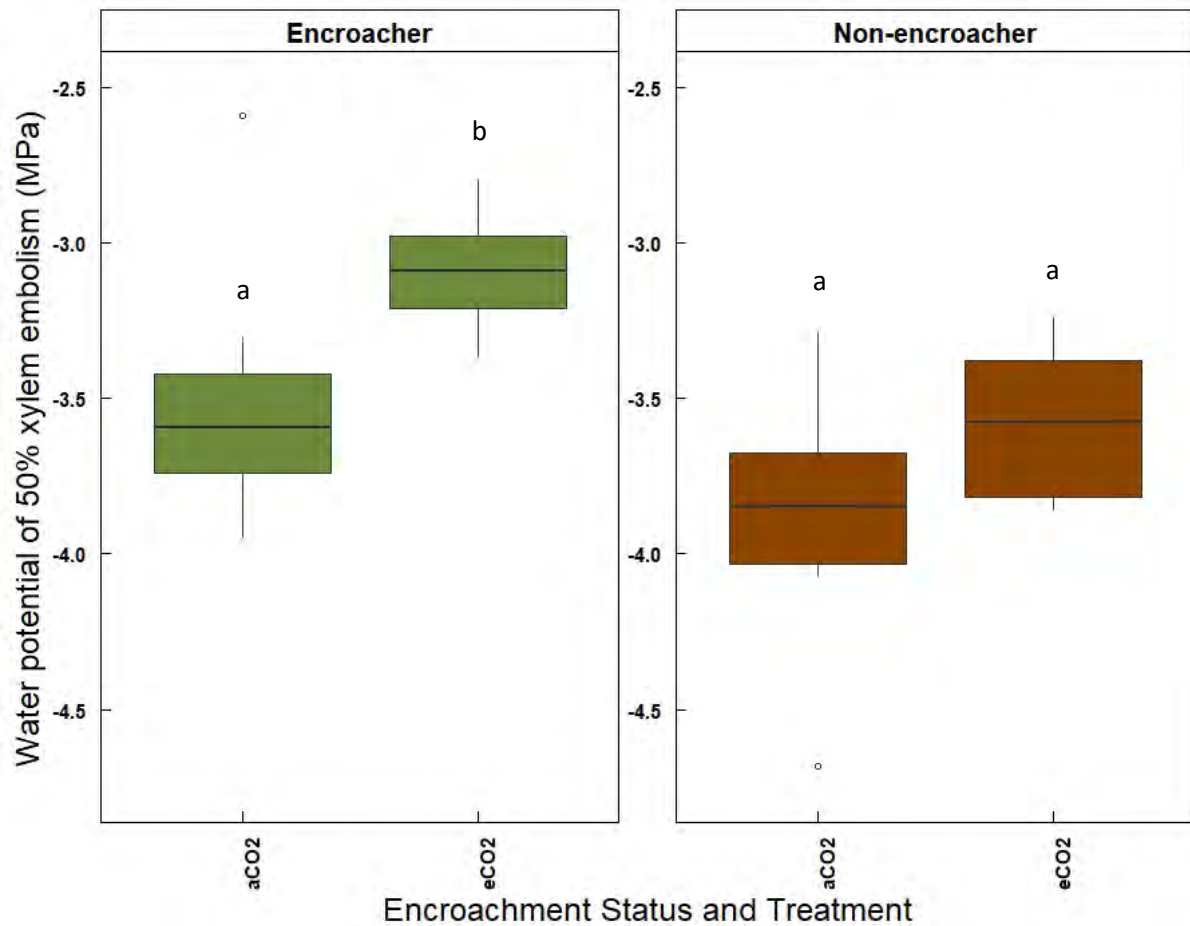 Encroacher
Non-encroacher
Water potential of 50% xylem embolism (MPa)
-2.5
-3.0
-3.5
-4.0
-4.5
a
b
-2.5
-3.0
-3.5
-4.0
-4.5
a
a
aCO2
eCO2
aCO2
eCO2
Encroachment Status and Treatment